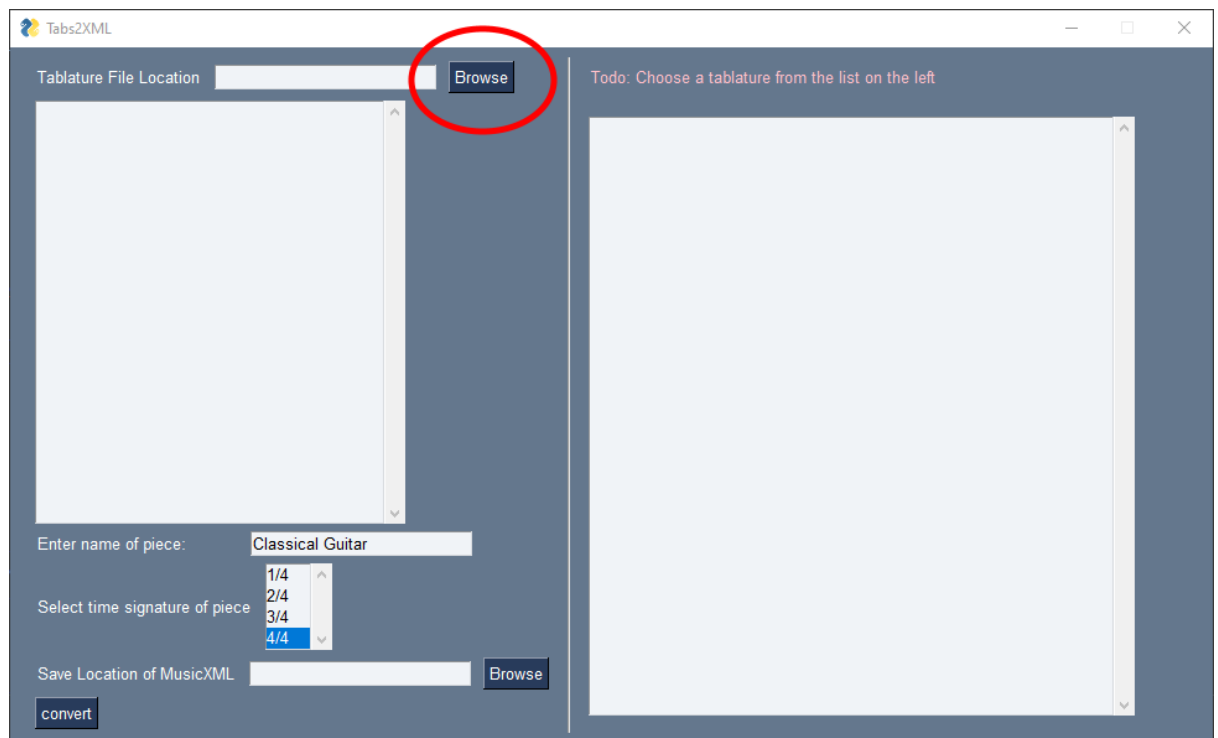 Tabs2XML
Tablature File Location
Browse
Todo: Choose a tablature from the list on the left
Enter name of piece: Classical Guitar
Select time signature of piece
1/4
2/4
3/4
4/4
Save Location of MusicXML
Browse
convert